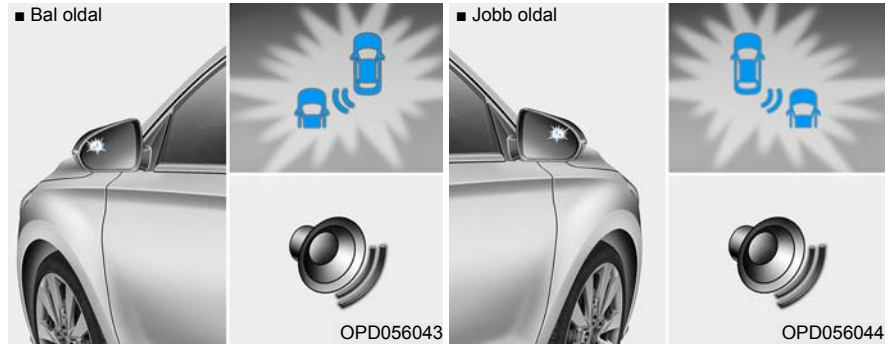 ■ Bal oldal
■ Jobb oldal
OPD056043
OPD056044